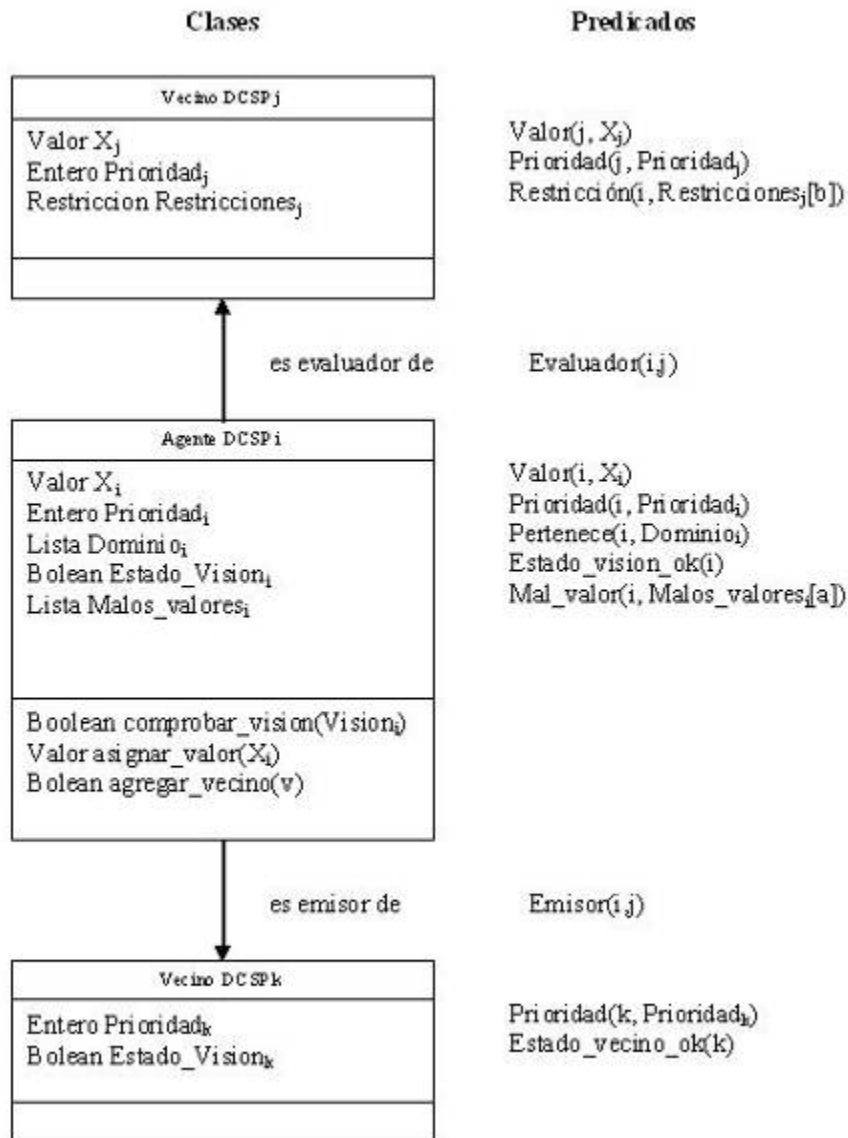 Clases Predicados
Vecino DCSPj
Valor Xj
Entero Prioridadj
Restriccion Restriccionesj
Valor(j, Xj)
Prioridad(j, Prioridadj)
Restricción(i, Restriccionesj[b])
es evaluador de Evaluador(i,j)
Agente DCSPi
Valor Xi
Entero Prioridadi
Lista Dominioi
Bolean Estado_Visioni
Lista Malos_valoresi
Valor(i, Xi)
Prioridad(i, Prioridadi)
Pertenece(i, Dominioi)
Estado_vision_ok(i)
Mal_valor(i, Malos_valoresi[a])
Boolean comprobar_vision(Visioni)
Valor asignar_valor(Xi)
Bolean agregar_vecino(v)
es emisor de Emisor(i,j)
Vecino DCSPk
Entero Prioridadk
Bolean Estado_Visionk
Prioridad(k, Prioridadk)
Estado_vecino_ok(k)